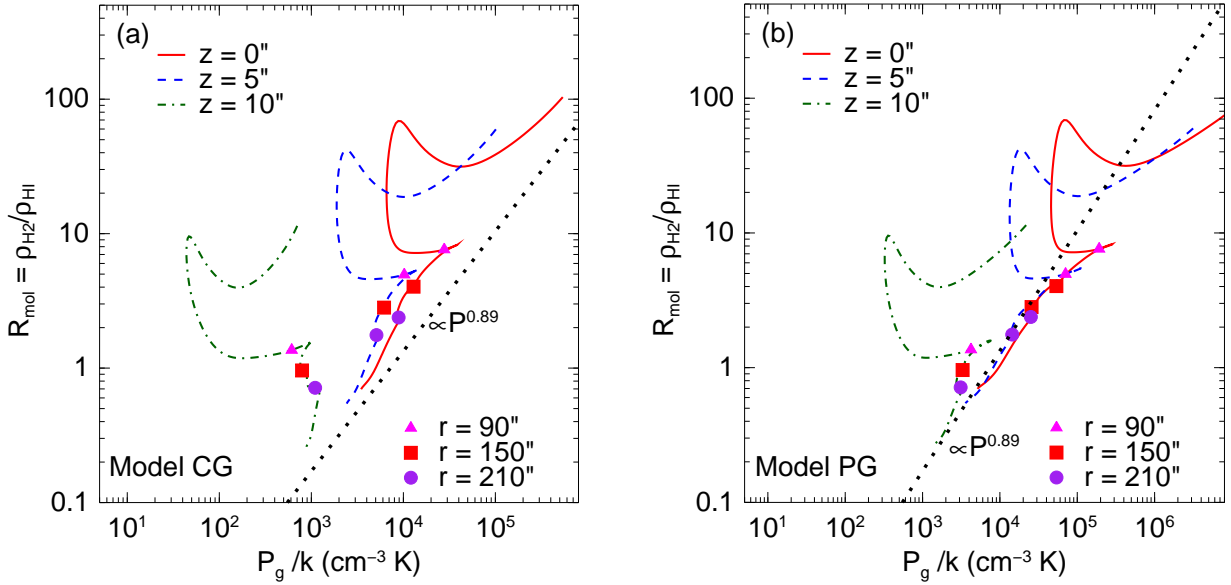 (a)
z = 0"
z = 5"
z = 10"
100
10
1
0.1
R_mol = ρ_H2/ρ_HI
∝P^0.89
r = 90"
r = 150"
r = 210"
Model CG
10^1 10^2 10^3 10^4 10^5
P_g /k (cm^−3 K)
(b)
z = 0"
z = 5"
z = 10"
100
10
1
0.1
R_mol = ρ_H2/ρ_HI
∝P^0.89
r = 90"
r = 150"
r = 210"
Model PG
10^1 10^2 10^3 10^4 10^5 10^6
P_g /k (cm^−3 K)